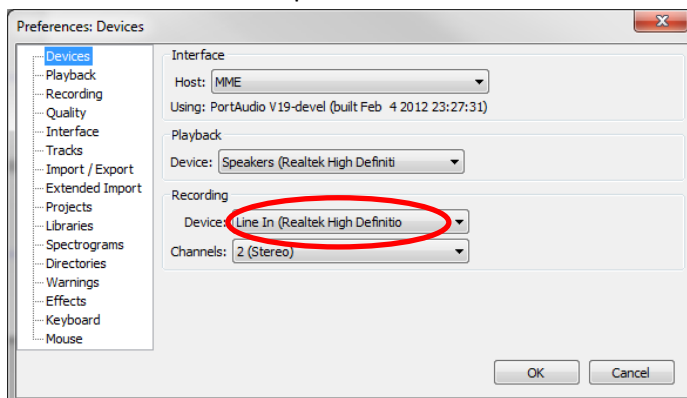 Preferences: Devices
Devices
Playback
Recording
Quality
Interface
Tracks
Import / Export
Extended Import
Projects
Libraries
Spectrograms
Directories
Warnings
Effects
Keyboard
Mouse
Interface
Host: MME
Using: PortAudio V19-devel (built Feb 4 2012 23:27:31)
Playback
Device: Speakers (Realtek High Definiti
Recording
Device: Line In (Realtek High Definitio
Channels: 2 (Stereo)
OK Cancel